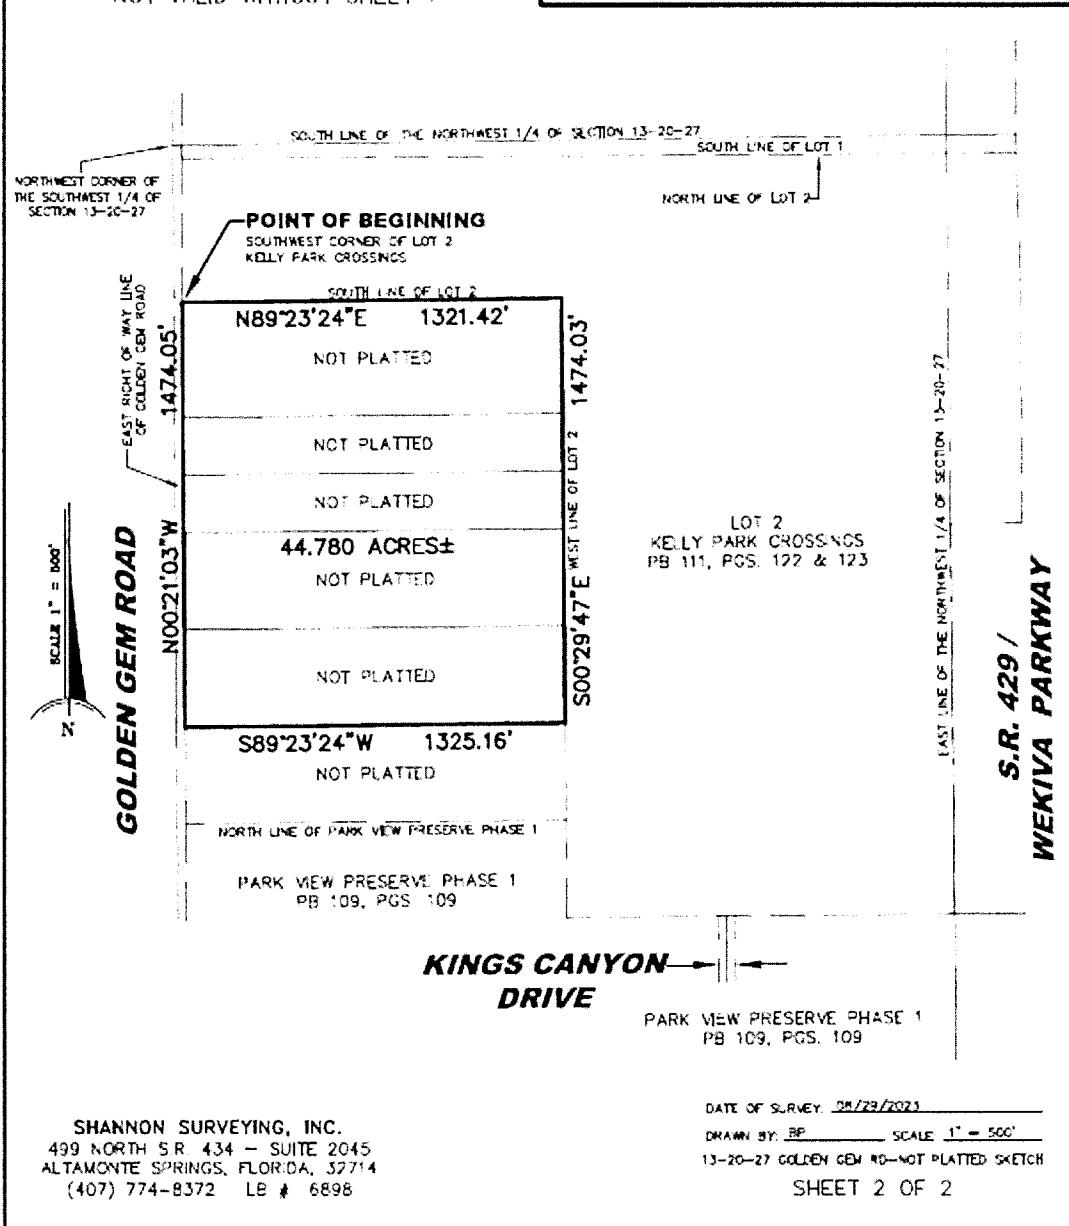 NOT VALID WITHOUT SHEET
SOUTH LINE OF THE NORTHWEST 1/4 OF SECTION 13-20-27
SOUTH LINE OF LOT 1
NORTHWEST CORNER OF
THE SOUTHWEST 1/4 OF
SECTION 13-20-27
NORTH LINE OF LOT 2
POINT OF BEGINNING
SOUTHWEST CORNER OF LOT 2
KELLY PARK CROSSINGS
SOUTH LINE OF LOT 2
N89°23'24"E 1321.42'
EAST RIGHT OF WAY LINE
OF GOLDEN GEM ROAD
N00°21'03"W 1474.05'
NOT PLATTED
NOT PLATTED
NOT PLATTED
44.780 ACRES±
NOT PLATTED
NOT PLATTED
S00°29'47"E 1474.03'
WEST LINE OF LOT 2
S89°23'24"W 1325.16'
NOT PLATTED
LOT 2
KELLY PARK CROSSINGS
PB 111, PGS. 122 & 123
EAST LINE OF THE NORTHWEST 1/4 OF SECTION 13-20-27
S.R. 429 /
WEKIVA PARKWAY
GOLDEN GEM ROAD
SCALE 1" = 500'
N
NORTH LINE OF PARK VIEW PRESERVE PHASE 1
PARK VIEW PRESERVE PHASE 1
PB 109, PGS 109
KINGS CANYON
DRIVE
PARK VIEW PRESERVE PHASE 1
PB 109, PGS. 109
SHANNON SURVEYING, INC.
499 NORTH S.R. 434 – SUITE 2045
ALTAMONTE SPRINGS, FLORIDA, 32714
(407) 774-8372 LB # 6898
DATE OF SURVEY: 08/29/2023
DRAWN BY: BP SCALE 1" = 500'
13-20-27 GOLDEN GEM RD-NOT PLATTED SKETCH
SHEET 2 OF 2